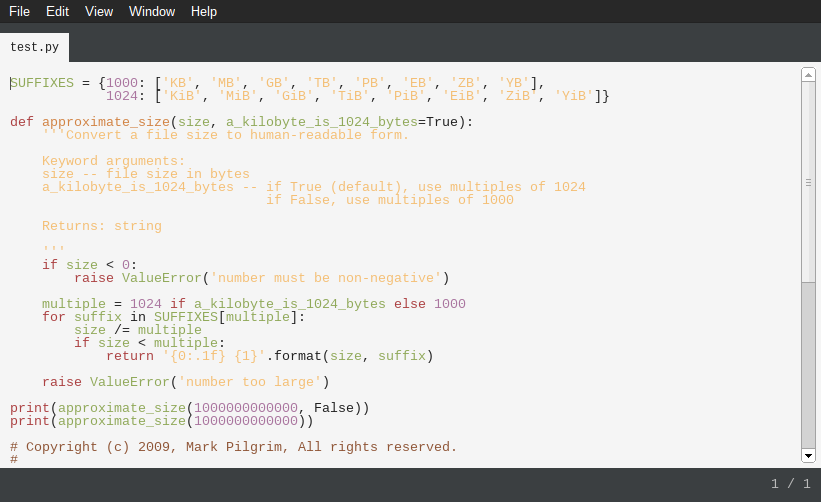 File Edit View Window Help
test.py
SUFFIXES = {1000: ['KB', 'MB', 'GB', 'TB', 'PB', 'EB', 'ZB', 'YB'],
            1024: ['KiB', 'MiB', 'GiB', 'TiB', 'PiB', 'EiB', 'ZiB', 'YiB']}
def approximate_size(size, a_kilobyte_is_1024_bytes=True):
    '''Convert a file size to human-readable form.
    Keyword arguments:
    size -- file size in bytes
    a_kilobyte_is_1024_bytes -- if True (default), use multiples of 1024
                                if False, use multiples of 1000
    Returns: string
    '''
    if size < 0:
        raise ValueError('number must be non-negative')
    multiple = 1024 if a_kilobyte_is_1024_bytes else 1000
    for suffix in SUFFIXES[multiple]:
        size /= multiple
        if size < multiple:
            return '{0:.1f} {1}'.format(size, suffix)
    raise ValueError('number too large')
print(approximate_size(1000000000000, False))
print(approximate_size(1000000000000))
# Copyright (c) 2009, Mark Pilgrim, All rights reserved.
#
1 / 1